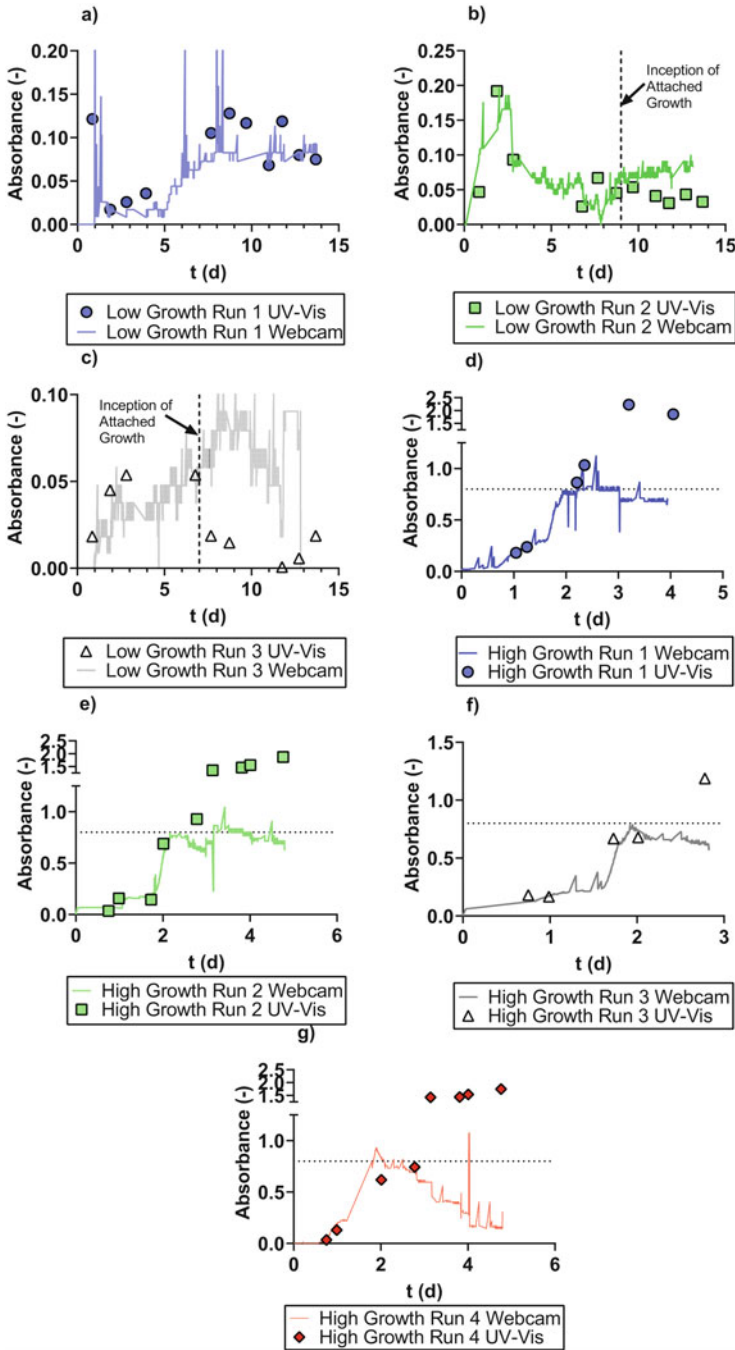 a)
Absorbance (-)
0.20
0.15
0.10
0.05
0.00
0
5
10
15
t (d)
Low Growth Run 1 UV-Vis
Low Growth Run 1 Webcam
b)
Absorbance (-)
0.25
0.20
0.15
0.10
0.05
0.00
Inception of
Attached
Growth
0
5
10
15
t (d)
Low Growth Run 2 UV-Vis
Low Growth Run 2 Webcam
c)
Absorbance (-)
0.10
0.05
0.00
Inception of
Attached
Growth
0
5
10
15
t (d)
Low Growth Run 3 UV-Vis
Low Growth Run 3 Webcam
d)
Absorbance (-)
2.5
2.0
1.5
1.0
0.5
0.0
0
1
2
3
4
5
t (d)
High Growth Run 1 Webcam
High Growth Run 1 UV-Vis
e)
Absorbance (-)
2.5
2.0
1.5
1.0
0.5
0.0
0
2
4
6
t (d)
High Growth Run 2 Webcam
High Growth Run 2 UV-Vis
f)
Absorbance (-)
1.5
1.0
0.5
0.0
0
1
2
3
t (d)
High Growth Run 3 Webcam
High Growth Run 3 UV-Vis
g)
Absorbance (-)
2.5
2.0
1.5
1.0
0.5
0.0
0
2
4
6
t (d)
High Growth Run 4 Webcam
High Growth Run 4 UV-Vis